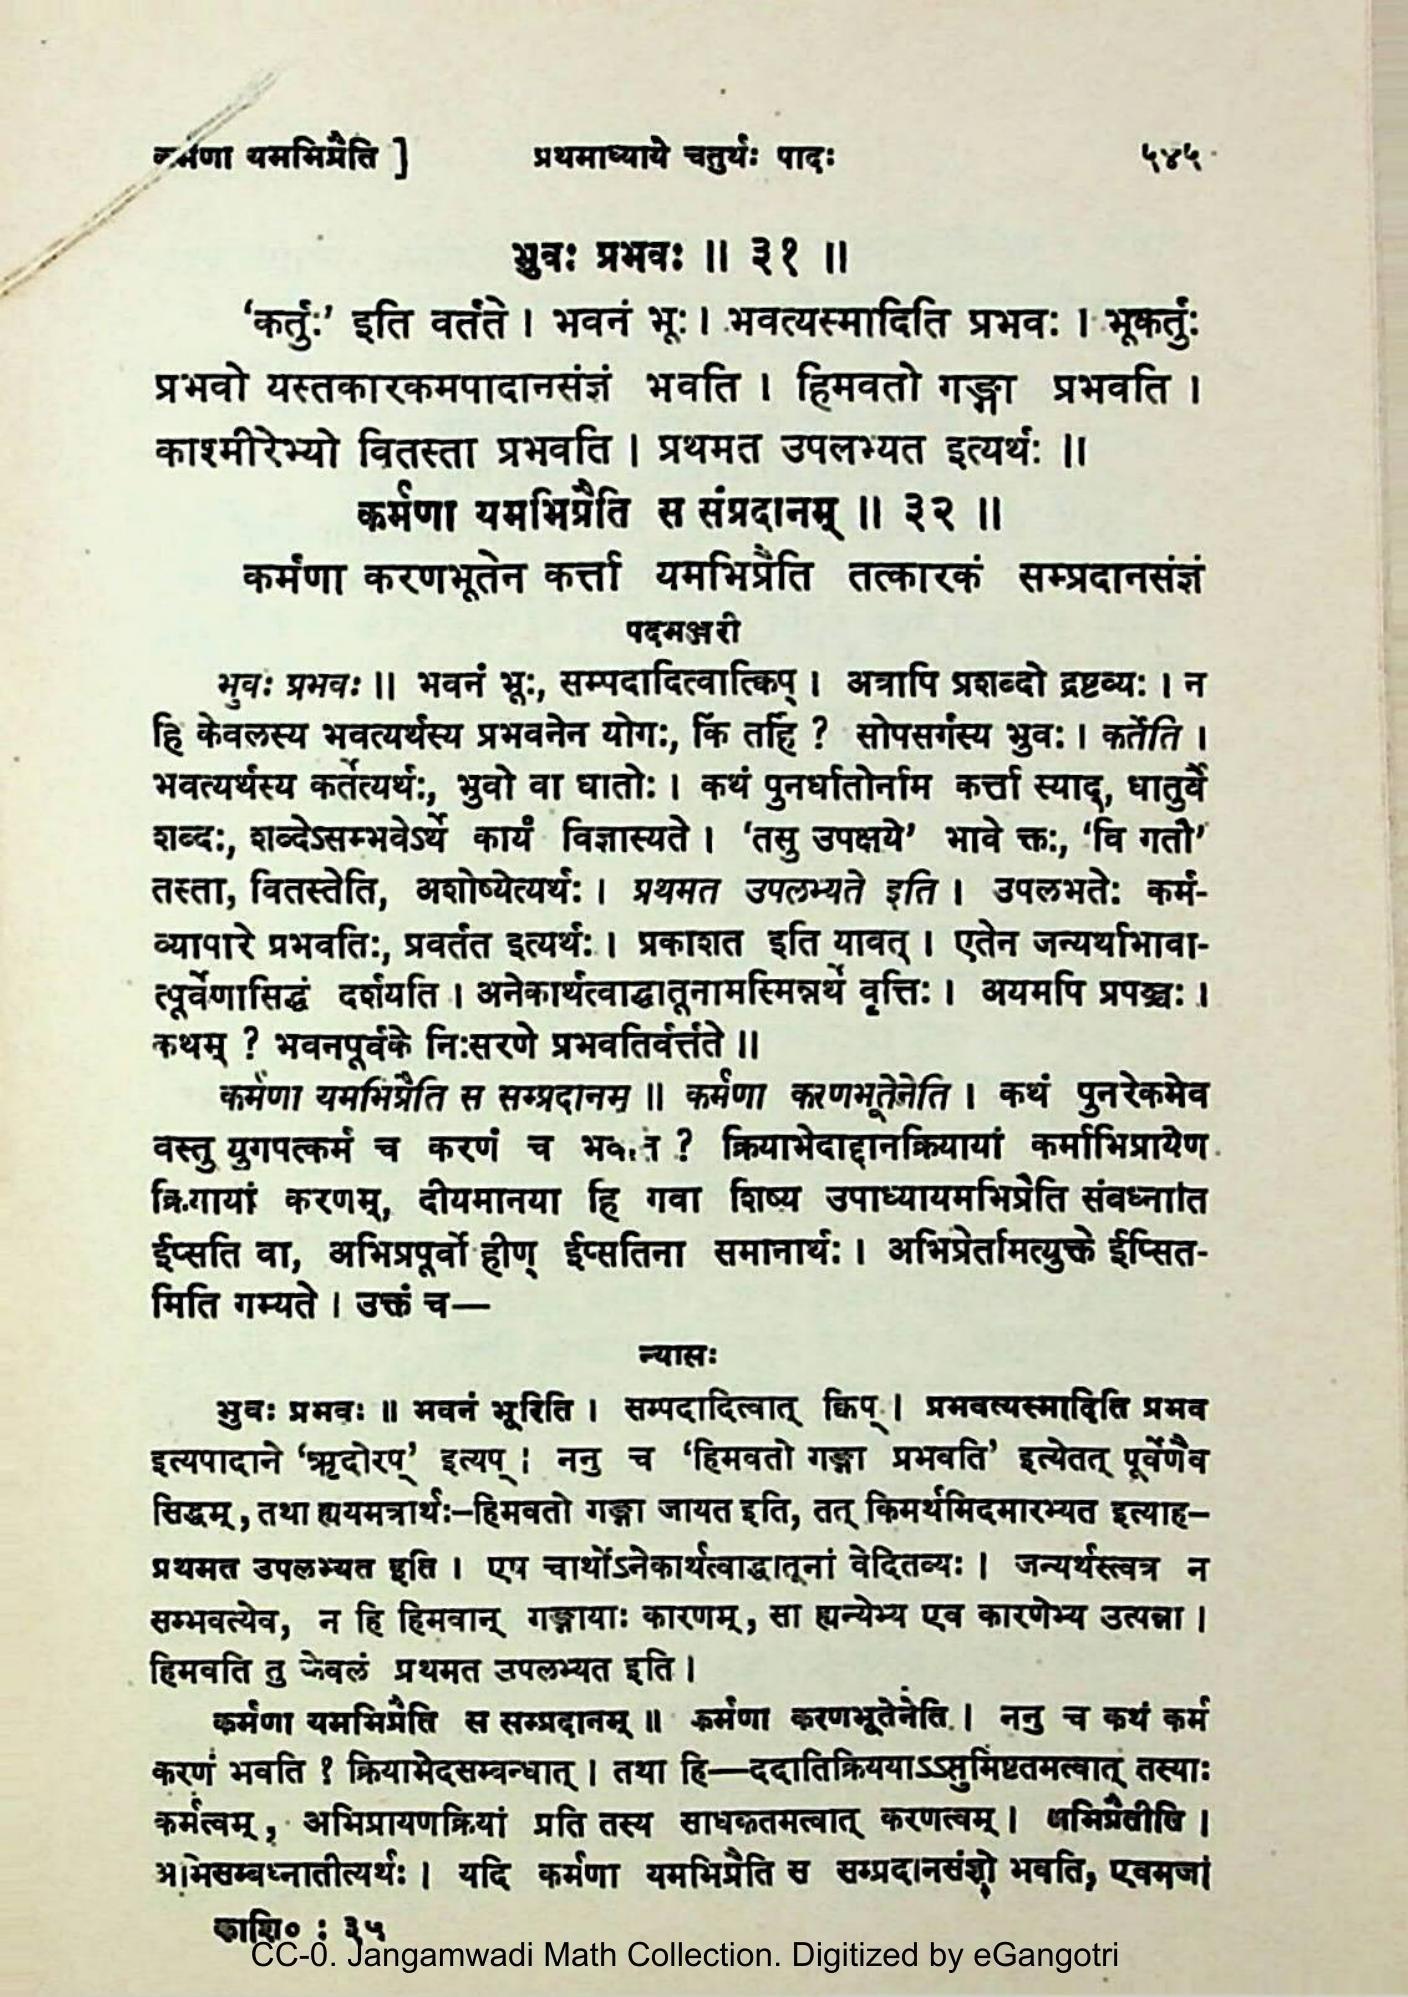 कर्मणा यमभिप्रैति ] प्रथमाध्याये चतुर्थः पादः ५४५
भुवः प्रभवः ॥ ३१ ॥
‘कर्तुः’ इति वर्तते । भवनं भूः । भवत्यस्मादिति प्रभवः । भूकर्तुः
प्रभवो यस्तकारकमपादानसंज्ञं भवति । हिमवतो गङ्गा प्रभवति ।
काश्मीरेभ्यो वितस्ता प्रभवति । प्रथमत उपलभ्यत इत्यर्थः ॥
कर्मणा यमभिप्रैति स संप्रदानम् ॥ ३२ ॥
कर्मणा करणभूतेन कर्त्ता यमभिप्रैति तत्कारकं सम्प्रदानसंज्ञं
पदमञ्जरी
भुवः प्रभवः ॥ भवनं भूः, सम्पदादित्वात्क्विप् । अत्रापि प्रशब्दो द्रष्टव्यः । न
हि केवलस्य भवत्यर्थस्य प्रभवनेन योगः, किं तर्हि ? सोपसर्गस्य भुवः । कर्तेति ।
भवत्यर्थस्य कर्तेत्यर्थः, भुवो वा धातोः । कथं पुनर्धातोर्नाम कर्त्ता स्याद्, धातुर्वै
शब्दः, शब्देऽसम्भवेऽर्थे कार्यं विज्ञास्यते । ‘तसु उपक्षये’ भावे क्तः, ‘वि गतौ’
तस्ता, वितस्तेति, अशोष्येत्यर्थः । प्रथमत उपलभ्यते इति । उपलभतेः कर्म-
व्यापारे प्रभवतिः, प्रवर्तत इत्यर्थः । प्रकाशत इति यावत् । एतेन जन्यर्थाभावा-
त्पूर्वेणासिद्धं दर्शयति । अनेकार्थत्वाद्धातूनामस्मिन्नर्थे वृत्तिः । अयमपि प्रपञ्चः ।
कथम् ? भवनपूर्वके निःसरणे प्रभवतिर्वर्त्तते ॥
कर्मणा यमभिप्रैति स सम्प्रदानम् ॥ कर्मणा करणभूतेनेति । कथं पुनरेकमेव
वस्तु युगपत्कर्म च करणं च भवति ? क्रियाभेदाद्दानक्रियायां कर्माभिप्रायेण
क्रियायां करणम्, दीयमानया हि गवा शिष्य उपाध्यायमभिप्रैति संबध्नाति
ईप्सति वा, अभिप्रपूर्वो हीण् ईप्सतिना समानार्थः । अभिप्रेतमित्युक्ते ईप्सित-
मिति गम्यते । उक्तं च—
न्यासः
भुवः प्रभवः ॥ भवनं भूरिति । सम्पदादित्वात् क्विप् । प्रभवत्यस्मादिति प्रभव
इत्यपादाने ‘ॠदोरप्’ इत्यप् । ननु च ‘हिमवतो गङ्गा प्रभवति’ इत्येतत् पूर्वेणैव
सिद्धम्, तथा ह्ययमत्रार्थः–हिमवतो गङ्गा जायत इति, तत् किमर्थमिदमारभ्यत इत्याह–
प्रथमत उपलभ्यत इति । एष चार्थोऽनेकार्थत्वाद्धातूनां वेदितव्यः । जन्यर्थस्त्वत्र न
सम्भवत्येव, न हि हिमवान् गङ्गायाः कारणम्, सा ह्यन्येभ्य एव कारणेभ्य उत्पन्ना ।
हिमवति तु केवलं प्रथमत उपलभ्यत इति ।
कर्मणा यमभिप्रैति स सम्प्रदानम् ॥ कर्मणा करणभूतेनेति । ननु च कथं कर्म
करणं भवति ? क्रियाभेदसम्बन्धात् । तथा हि—ददातिक्रिययाऽऽसुमिष्टतमत्वात् तस्याः
कर्मत्वम्, अभिप्रायणक्रियां प्रति तस्य साधकतमत्वात् करणत्वम् । अभिप्रैतीति ।
अभिसम्बध्नातीत्यर्थः । यदि कर्मणा यमभिप्रैति स सम्प्रदानसंज्ञो भवति, एवमजां
काशि० : ३५
CC-0. Jangamwadi Math Collection. Digitized by eGangotri